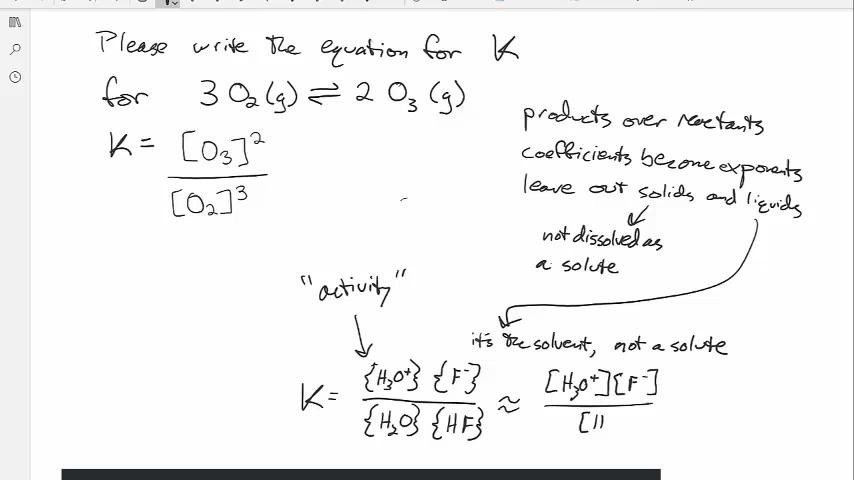 Please write the equation for K
for 3 O₂(g) ⇌ 2 O₃(g)
K = [O₃]² / [O₂]³
products over reactants
coefficients become exponents
leave out solids and liquids
not dissolved as
a solute
"activity"
it's the solvent, not a solute
K = {H₃O⁺} {F⁻} / {H₂O} {HF} ≈ [H₃O⁺][F⁻] / [